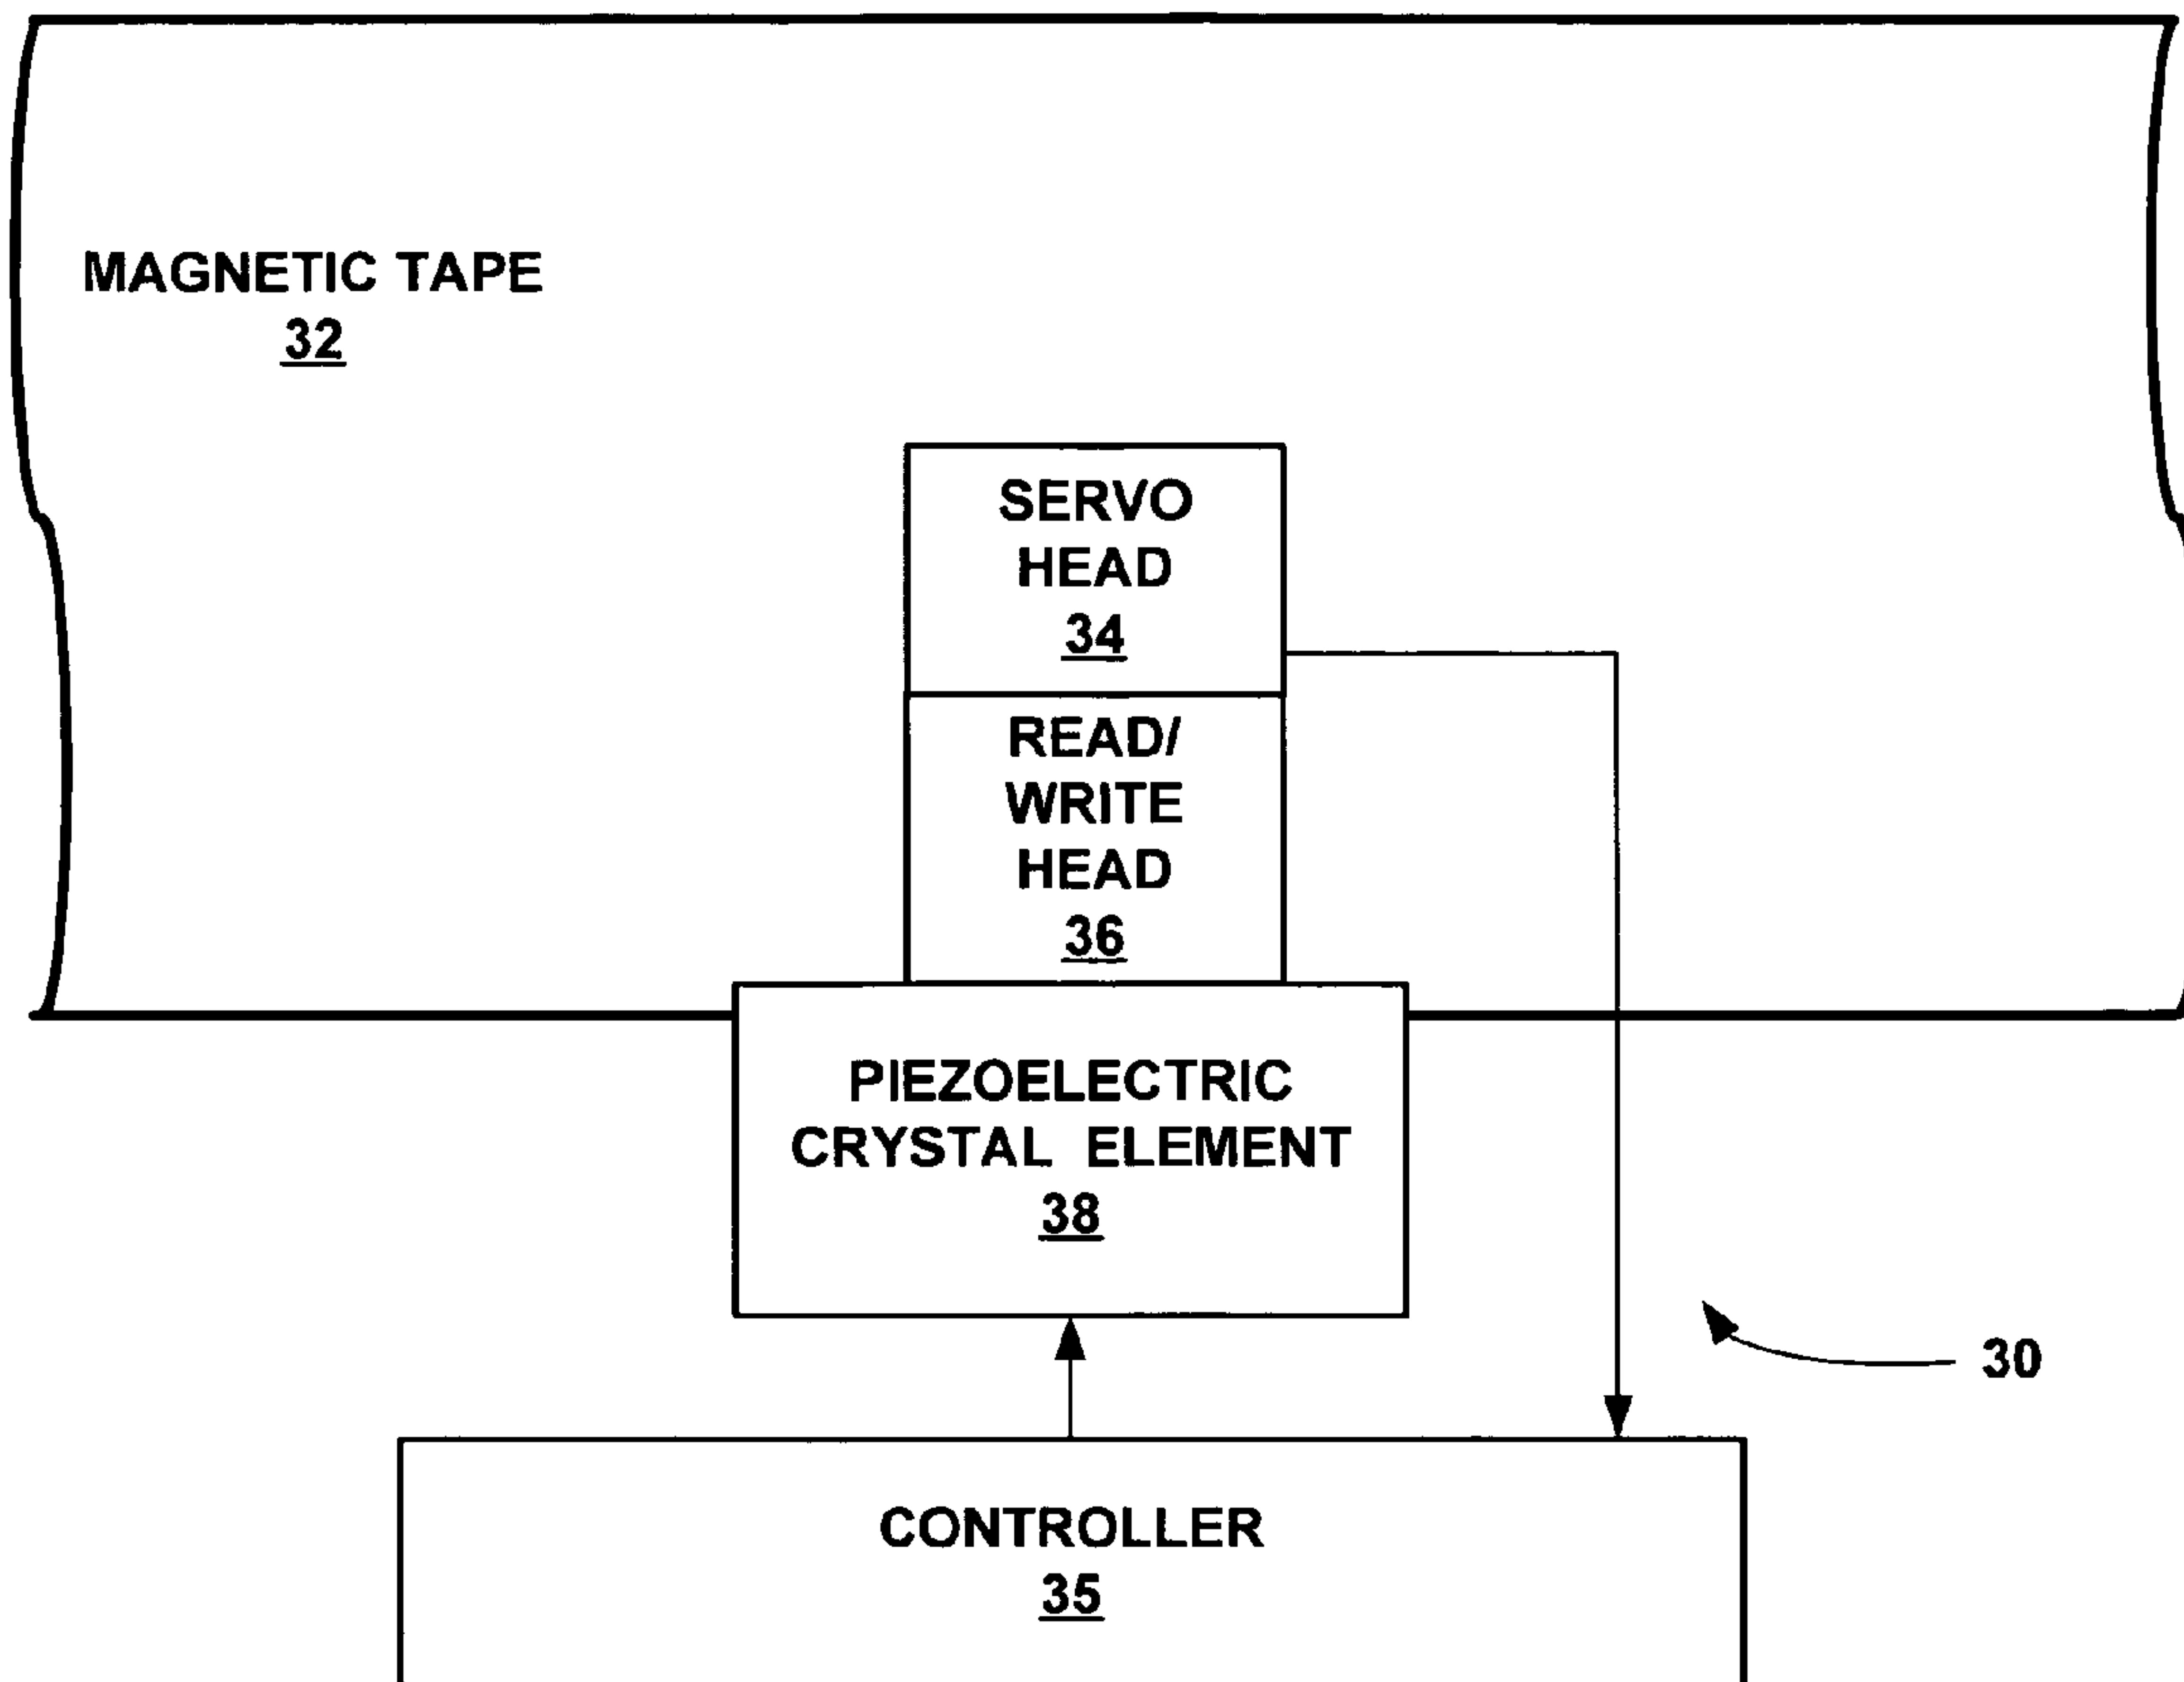 MAGNETIC TAPE
32
SERVO
HEAD
34
READ/
WRITE
HEAD
36
PIEZOELECTRIC
CRYSTAL ELEMENT
38
30
CONTROLLER
35